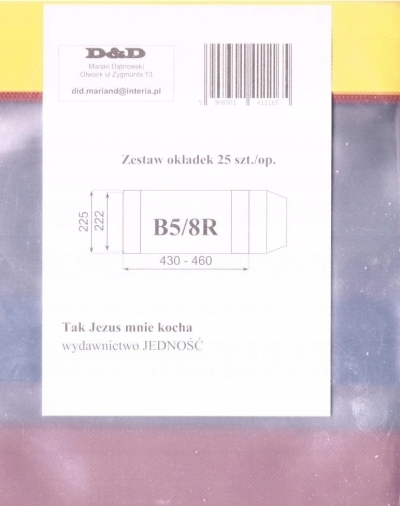 D&D
Marian Dąbrowski
Otwock ul Zygmunta 13
did.mariand@interia.pl
Zestaw okładek 25 szt./op.
225
222
B5/8R
430 - 460
Tak Jezus mnie kocha
wydawnictwo JEDNOŚĆ